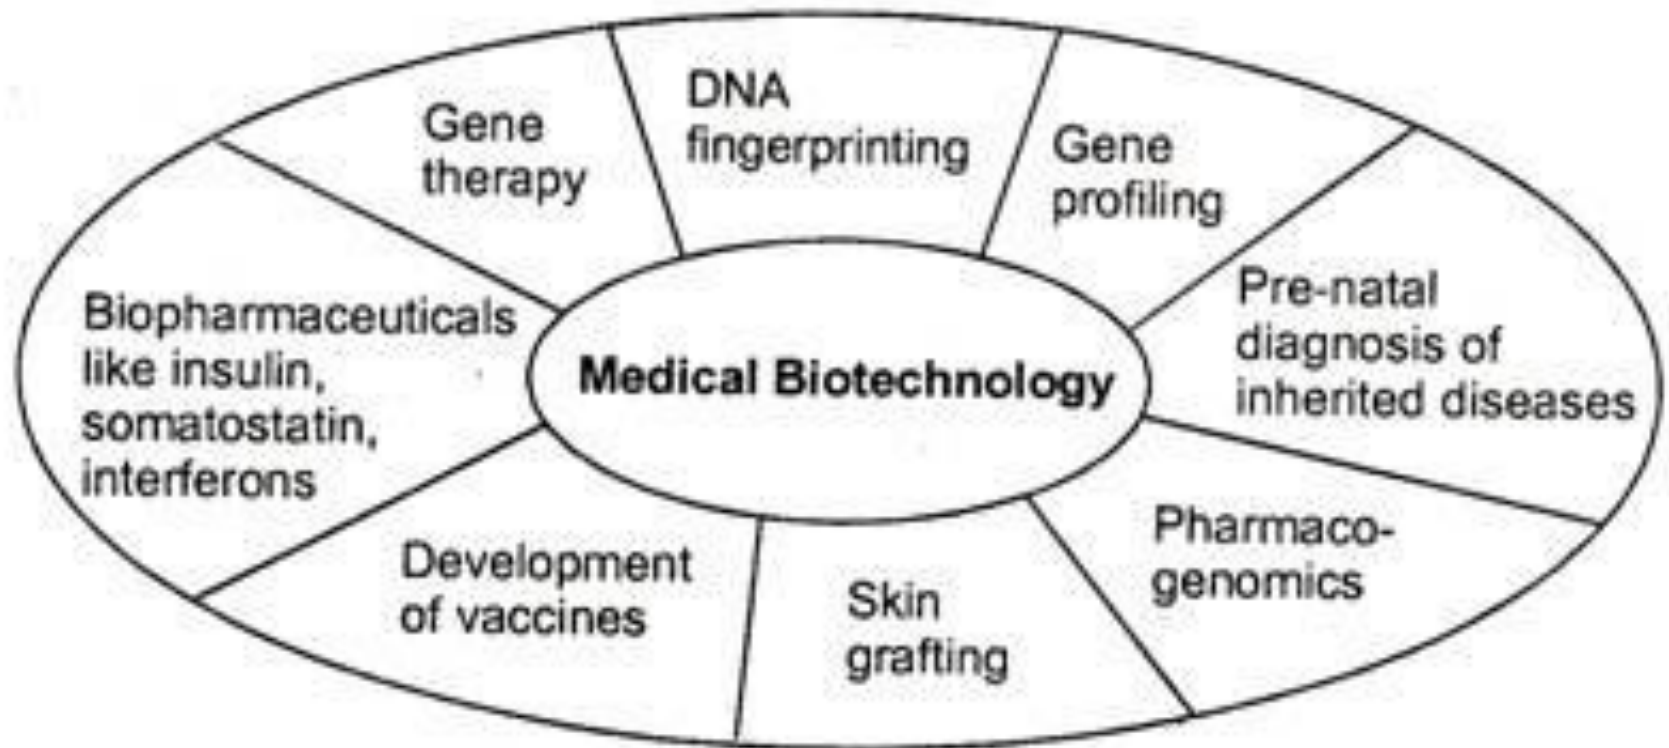 Gene
therapy
DNA
fingerprinting
Gene
profiling
Pre-natal
diagnosis of
inherited diseases
Pharmaco-
genomics
Skin
grafting
Development
of vaccines
Biopharmaceuticals
like insulin,
somatostatin,
interferons
Medical Biotechnology